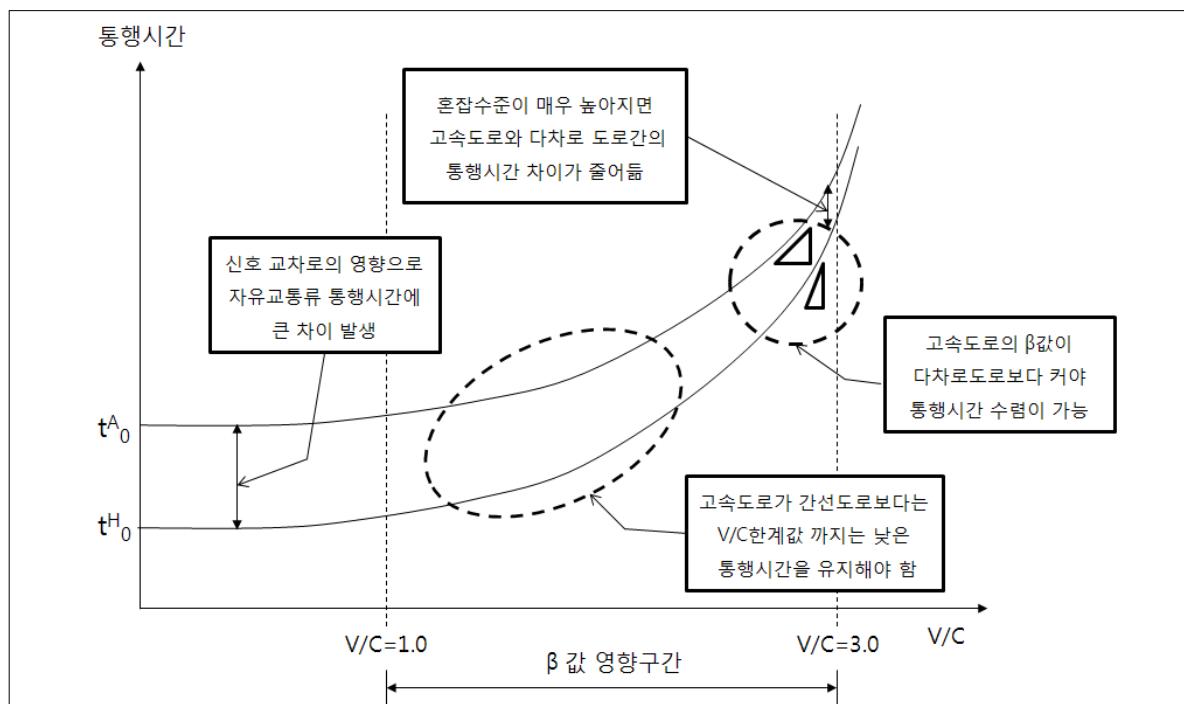 통행시간
혼잡수준이 매우 높아지면
고속도로와 다차로 도로간의
통행시간 차이가 줄어듦
신호 교차로의 영향으로
자유교통류 통행시간에
큰 차이 발생
고속도로의 β값이
다차로도로보다 커야
통행시간 수렴이 가능
tA0
고속도로가 간선도로보다는
V/C한계값 까지는 낮은
통행시간을 유지해야 함
tH0
V/C=1.0
V/C=3.0
V/C
β 값 영향구간